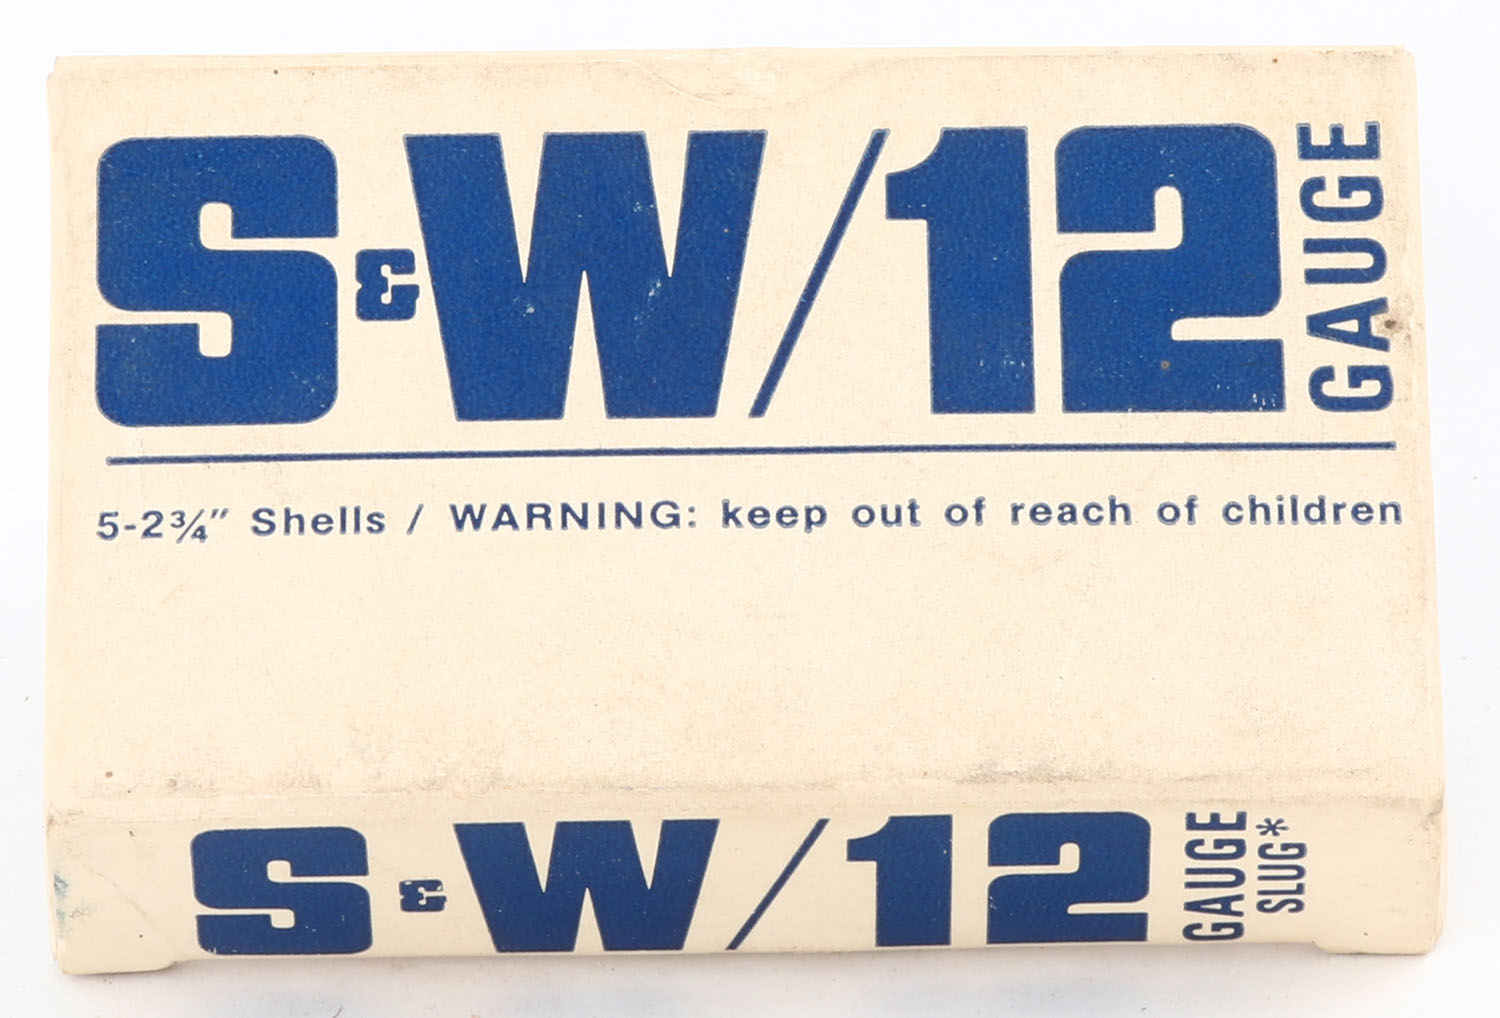 S&W/12 GAUGE
5-2¾" Shells / WARNING: keep out of reach of children
S&W/12 GAUGE
SLUG*